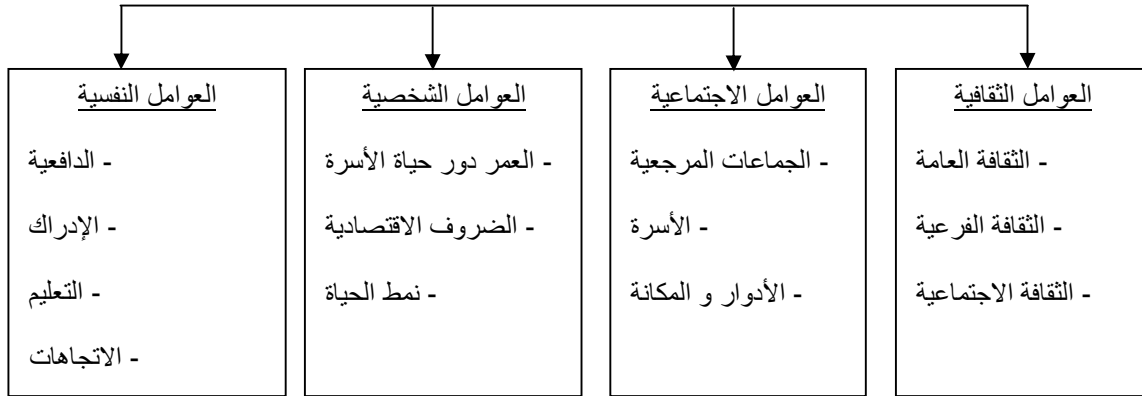 العوامل الثقافية
- الثقافة العامة
- الثقافة الفرعية
- الثقافة الاجتماعية
العوامل الاجتماعية
- الجماعات المرجعية
- الأسرة
- الأدوار و المكانة
العوامل الشخصية
- العمر دور حياة الأسرة
- الضروف الاقتصادية
- نمط الحياة
العوامل النفسية
- الدافعية
- الإدراك
- التعليم
- الاتجاهات